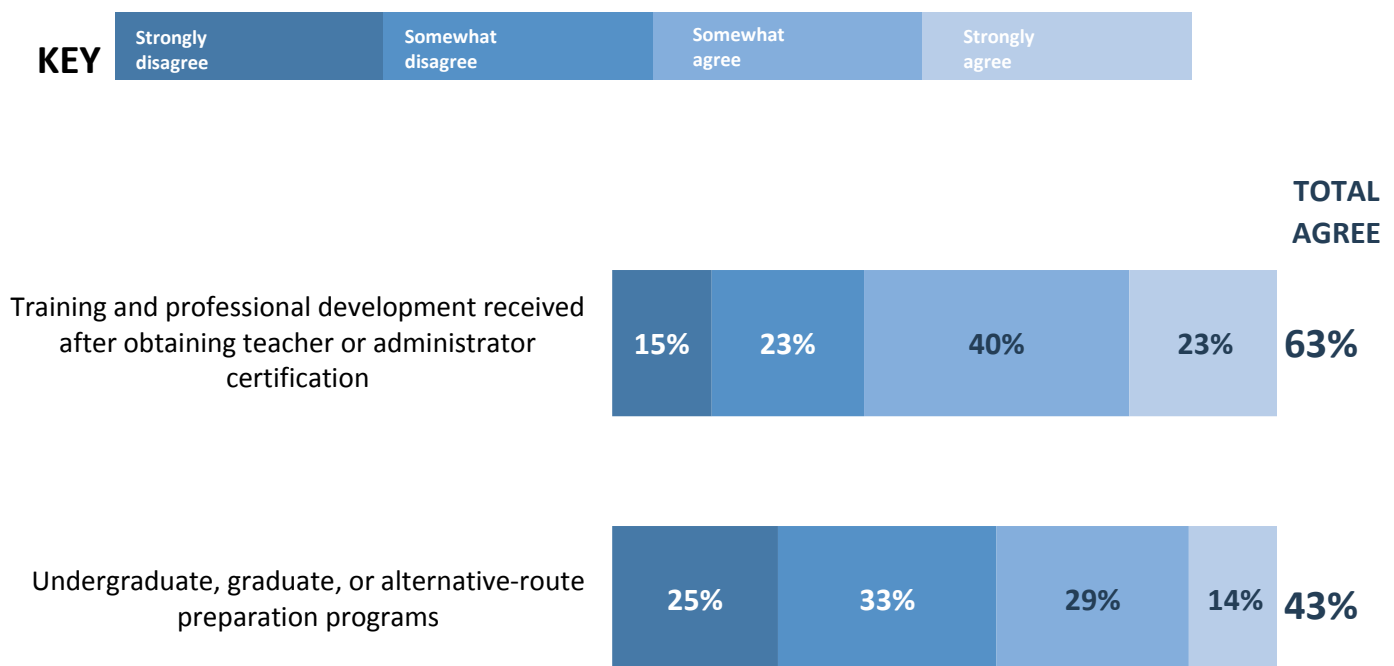 KEY
Strongly
disagree
Somewhat
disagree
Somewhat
agree
Strongly
agree
TOTAL
AGREE
Training and professional development received
after obtaining teacher or administrator
certification
15%
23%
40%
23%
63%
Undergraduate, graduate, or alternative-route
preparation programs
25%
33%
29%
14%
43%